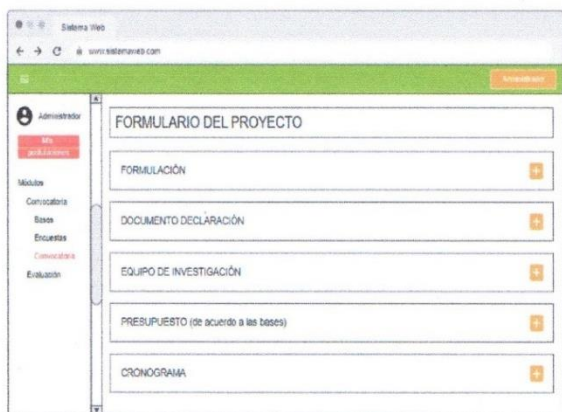 Sistema Web
www.sistemaweb.com
Administrador
Administrador
Mis
postulaciones
Módulos
Convocatoria
Bases
Encuestas
Convocatoria
Evaluación
FORMULARIO DEL PROYECTO
FORMULACIÓN
DOCUMENTO DECLARACIÓN
EQUIPO DE INVESTIGACIÓN
PRESUPUESTO (de acuerdo a las bases)
CRONOGRAMA